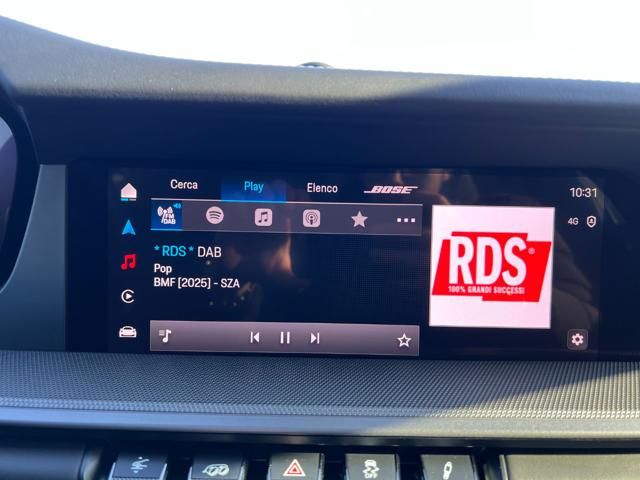 Cerca Play Elenco BOSE 10:31
FM DAB 4G
* RDS * DAB
Pop
BMF [2025] - SZA
RDS®
100% GRANDI SUCCESSI
OFF